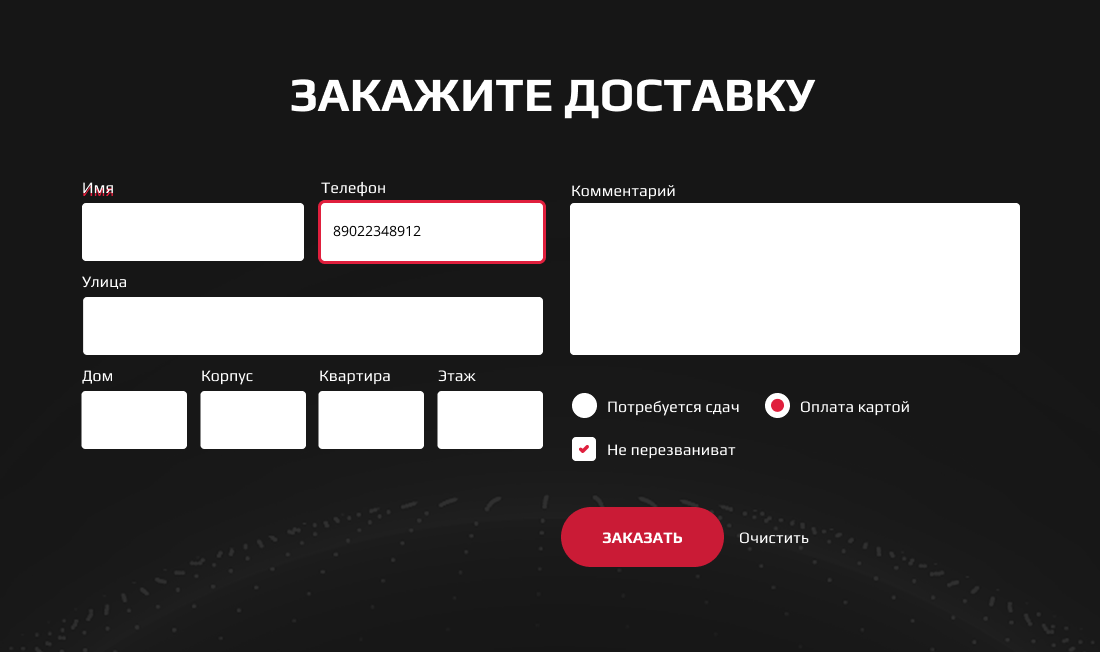 ЗАКАЖИТЕ ДОСТАВКУ
Имя
Телефон
Комментарий
89022348912
Улица
Дом
Корпус
Квартира
Этаж
Потребуется сдач
Оплата картой
Не перезваниват
ЗАКАЗАТЬ
Очистить